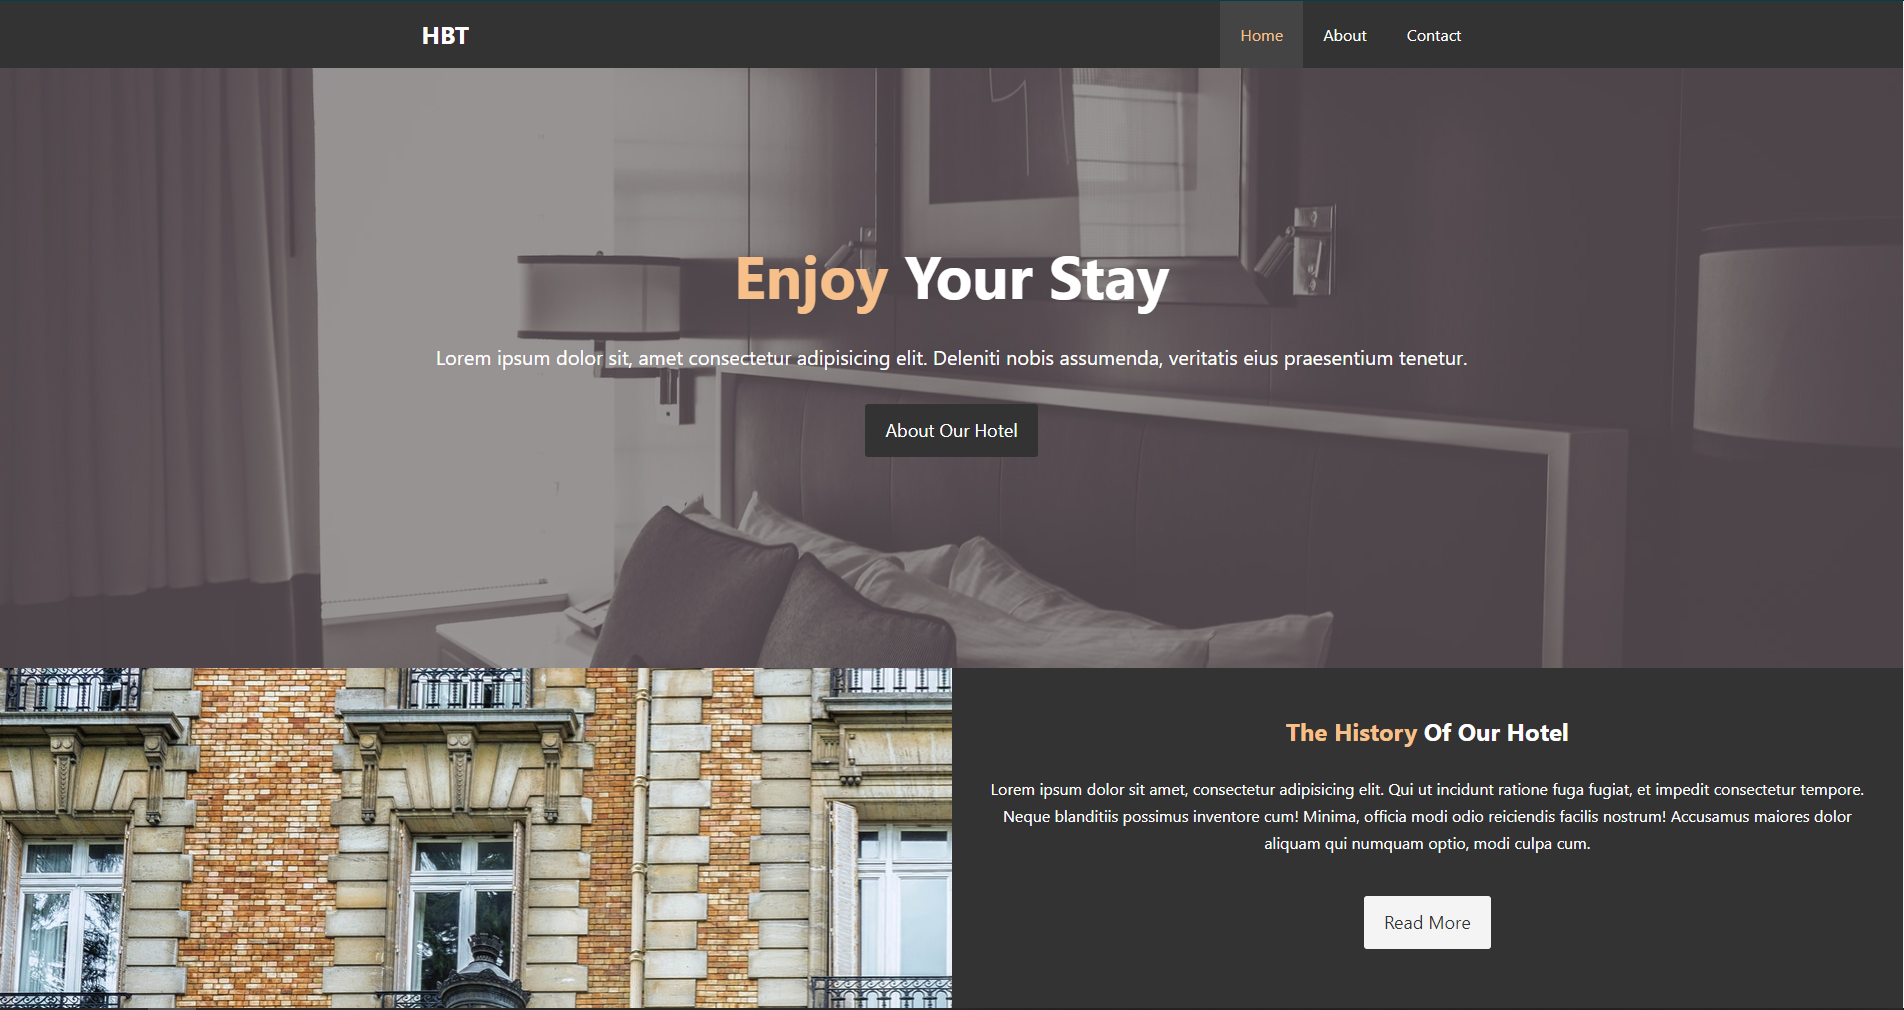 HBT
Home
About
Contact
Enjoy Your Stay
Lorem ipsum dolor sit, amet consectetur adipisicing elit. Deleniti nobis assumenda, veritatis eius praesentium tenetur.
About Our Hotel
The History Of Our Hotel
Lorem ipsum dolor sit amet, consectetur adipisicing elit. Qui ut incidunt ratione fuga fugiat, et impedit consectetur tempore.
Neque blanditiis possimus inventore cum! Minima, officia modi odio reiciendis facilis nostrum! Accusamus maiores dolor
aliquam qui numquam optio, modi culpa cum.
Read More